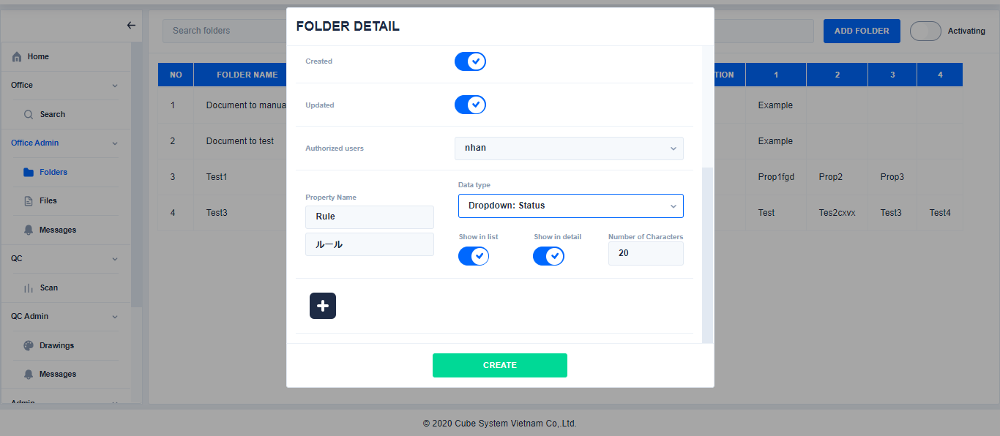 FOLDER DETAIL
Search folders
ADD FOLDER
Activating
Home
Office
Search
Office Admin
Folders
Files
Messages
QC
Scan
QC Admin
Drawings
Messages
Admin
NO FOLDER NAME TION 1 2 3 4
1 Document to manua Example
2 Document to test Example
3 Test1 Prop1fgd Prop2 Prop3
4 Test3 Test Tes2cxvx Test3 Test4
Created
Updated
Authorized users nhan
Property Name
Rule
ルール
Data type
Dropdown: Status
Show in list Show in detail Number of Characters
20
CREATE
© 2020 Cube System Vietnam Co,.Ltd.